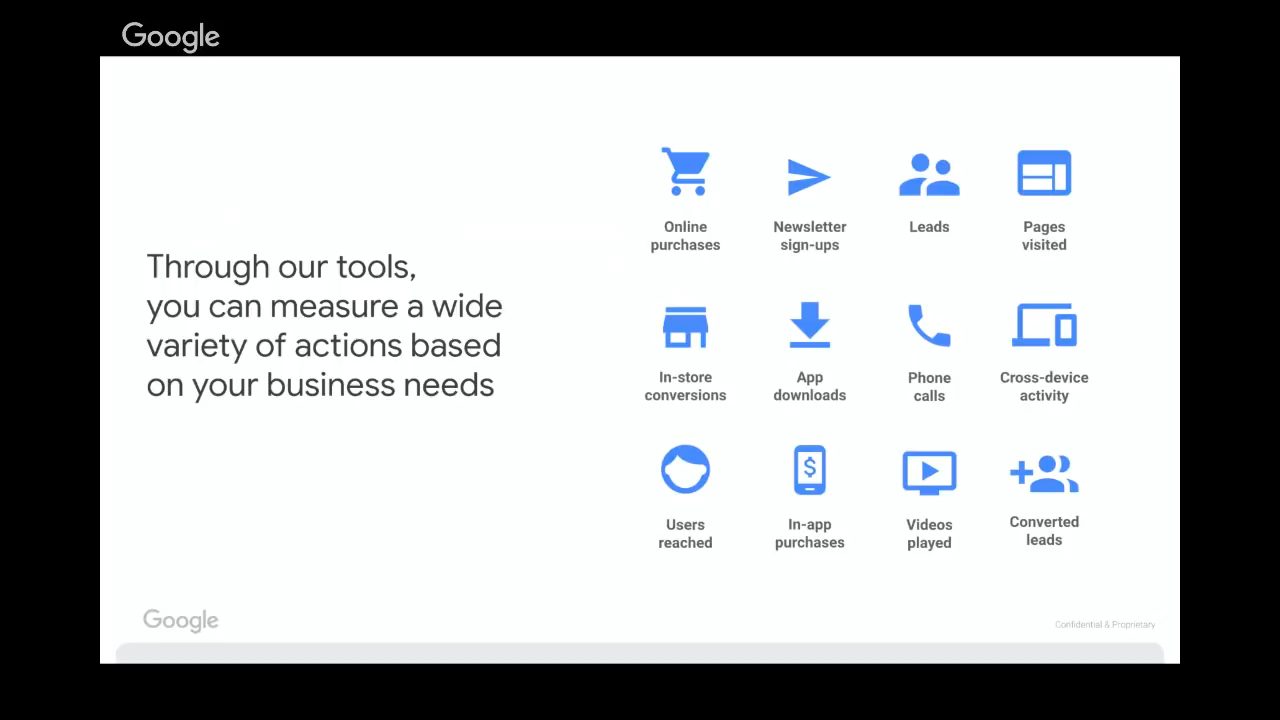 Google
Through our tools,
you can measure a wide
variety of actions based
on your business needs
Online
purchases
Newsletter
sign-ups
Leads
Pages
visited
In-store
conversions
App
downloads
Phone
calls
Cross-device
activity
Users
reached
$
In-app
purchases
Videos
played
Converted
leads
Google
Confidential & Proprietary